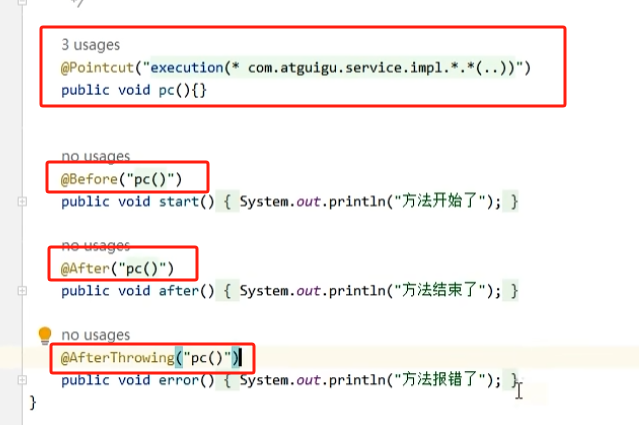 */
3 usages
@Pointcut("execution(* com.atguigu.service.impl.*.*(..))")
public void pc(){}
no usages
@Before("pc()")
public void start() { System.out.println("方法开始了"); }
no usages
@After("pc()")
public void after() { System.out.println("方法结束了"); }
no usages
@AfterThrowing("pc()")
public void error() { System.out.println("方法报错了"); }
}